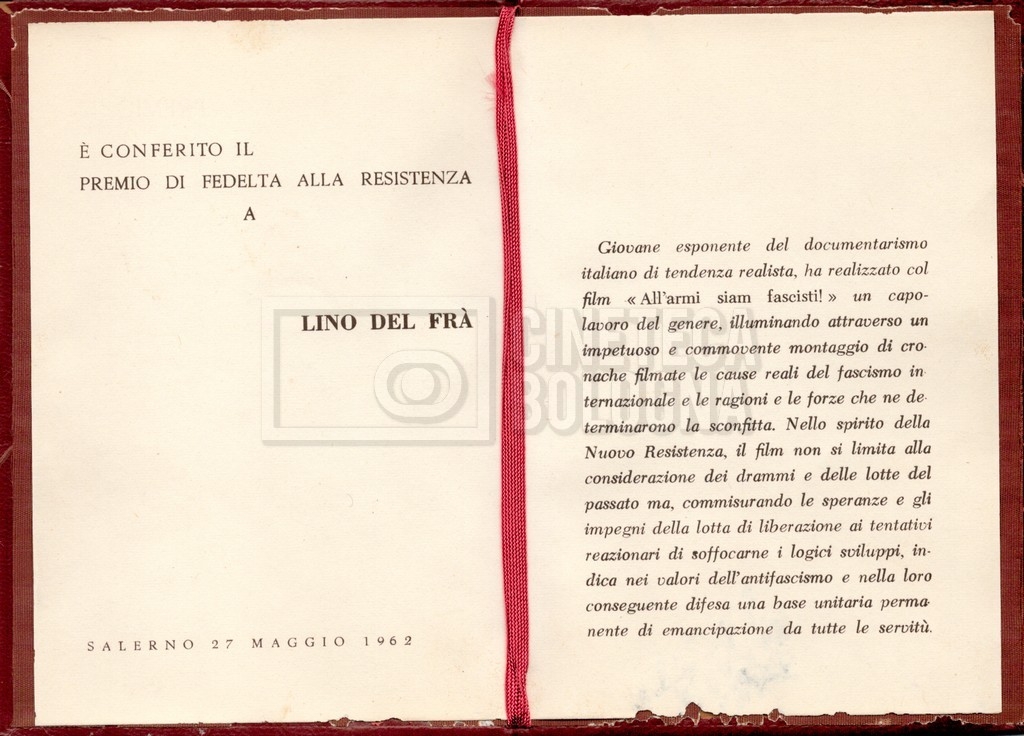 È CONFERITO IL
PREMIO DI FEDELTA ALLA RESISTENZA
A
LINO DEL FRÀ
SALERNO 27 MAGGIO 1962
Giovane esponente del documentarismo
italiano di tendenza realista, ha realizzato col
film « All'armi siam fascisti! » un capo-
lavoro del genere, illuminando attraverso un
impetuoso e commovente montaggio di cro-
nache filmate le cause reali del fascismo in-
ternazionale e le ragioni e le forze che ne de-
terminarono la sconfitta. Nello spirito della
Nuovo Resistenza, il film non si limita alla
considerazione dei drammi e delle lotte del
passato ma, commisurando le speranze e gli
impegni della lotta di liberazione ai tentativi
reazionari di soffocarne i logici sviluppi, in-
dica nei valori dell'antifascismo e nella loro
conseguente difesa una base unitaria perma-
nente di emancipazione da tutte le servitù.
CINETECA
BOLOGNA